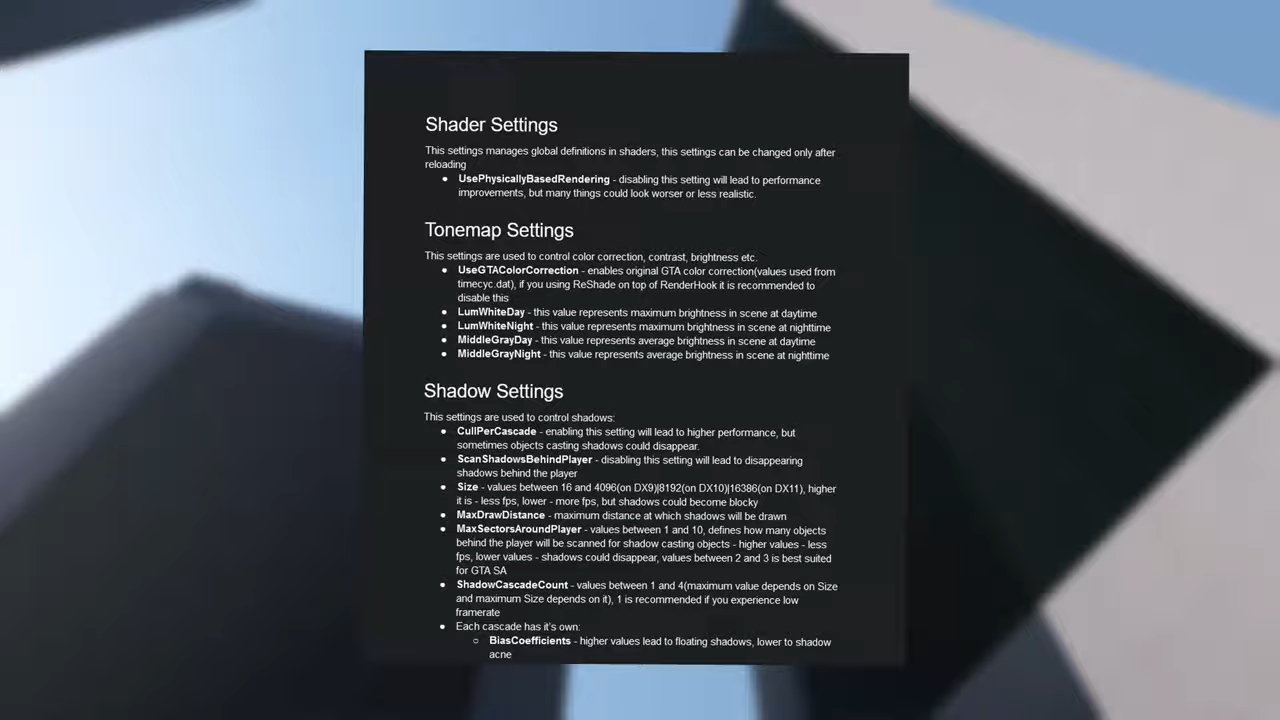 Shader Settings
This settings manages global definitions in shaders, this settings can be changed only after
reloading
● UsePhysicallyBasedRendering - disabling this setting will lead to performance
improvements, but many things could look worser or less realistic.
Tonemap Settings
This settings are used to control color correction, contrast, brightness etc.
● UseGTAColorCorrection - enables original GTA color correction(values used from
timecyc.dat), if you using ReShade on top of RenderHook it is recommended to
disable this
● LumWhiteDay - this value represents maximum brightness in scene at daytime
● LumWhiteNight - this value represents maximum brightness in scene at nighttime
● MiddleGrayDay - this value represents average brightness in scene at daytime
● MiddleGrayNight - this value represents average brightness in scene at nighttime
Shadow Settings
This settings are used to control shadows:
● CullPerCascade - enabling this setting will lead to higher performance, but
sometimes objects casting shadows could disappear.
● ScanShadowsBehindPlayer - disabling this setting will lead to disappearing
shadows behind the player
● Size - values between 16 and 4096(on DX9)|8192(on DX10)|16386(on DX11), higher
it is - less fps, lower - more fps, but shadows could become blocky
● MaxDrawDistance - maximum distance at which shadows will be drawn
● MaxSectorsAroundPlayer - values between 1 and 10, defines how many objects
behind the player will be scanned for shadow casting objects - higher values - less
fps, lower values - shadows could disappear, values between 2 and 3 is best suited
for GTA SA
● ShadowCascadeCount - values between 1 and 4(maximum value depends on Size
and maximum Size depends on it), 1 is recommended if you experience low
framerate
● Each cascade has it's own:
○ BiasCoefficients - higher values lead to floating shadows, lower to shadow
acne